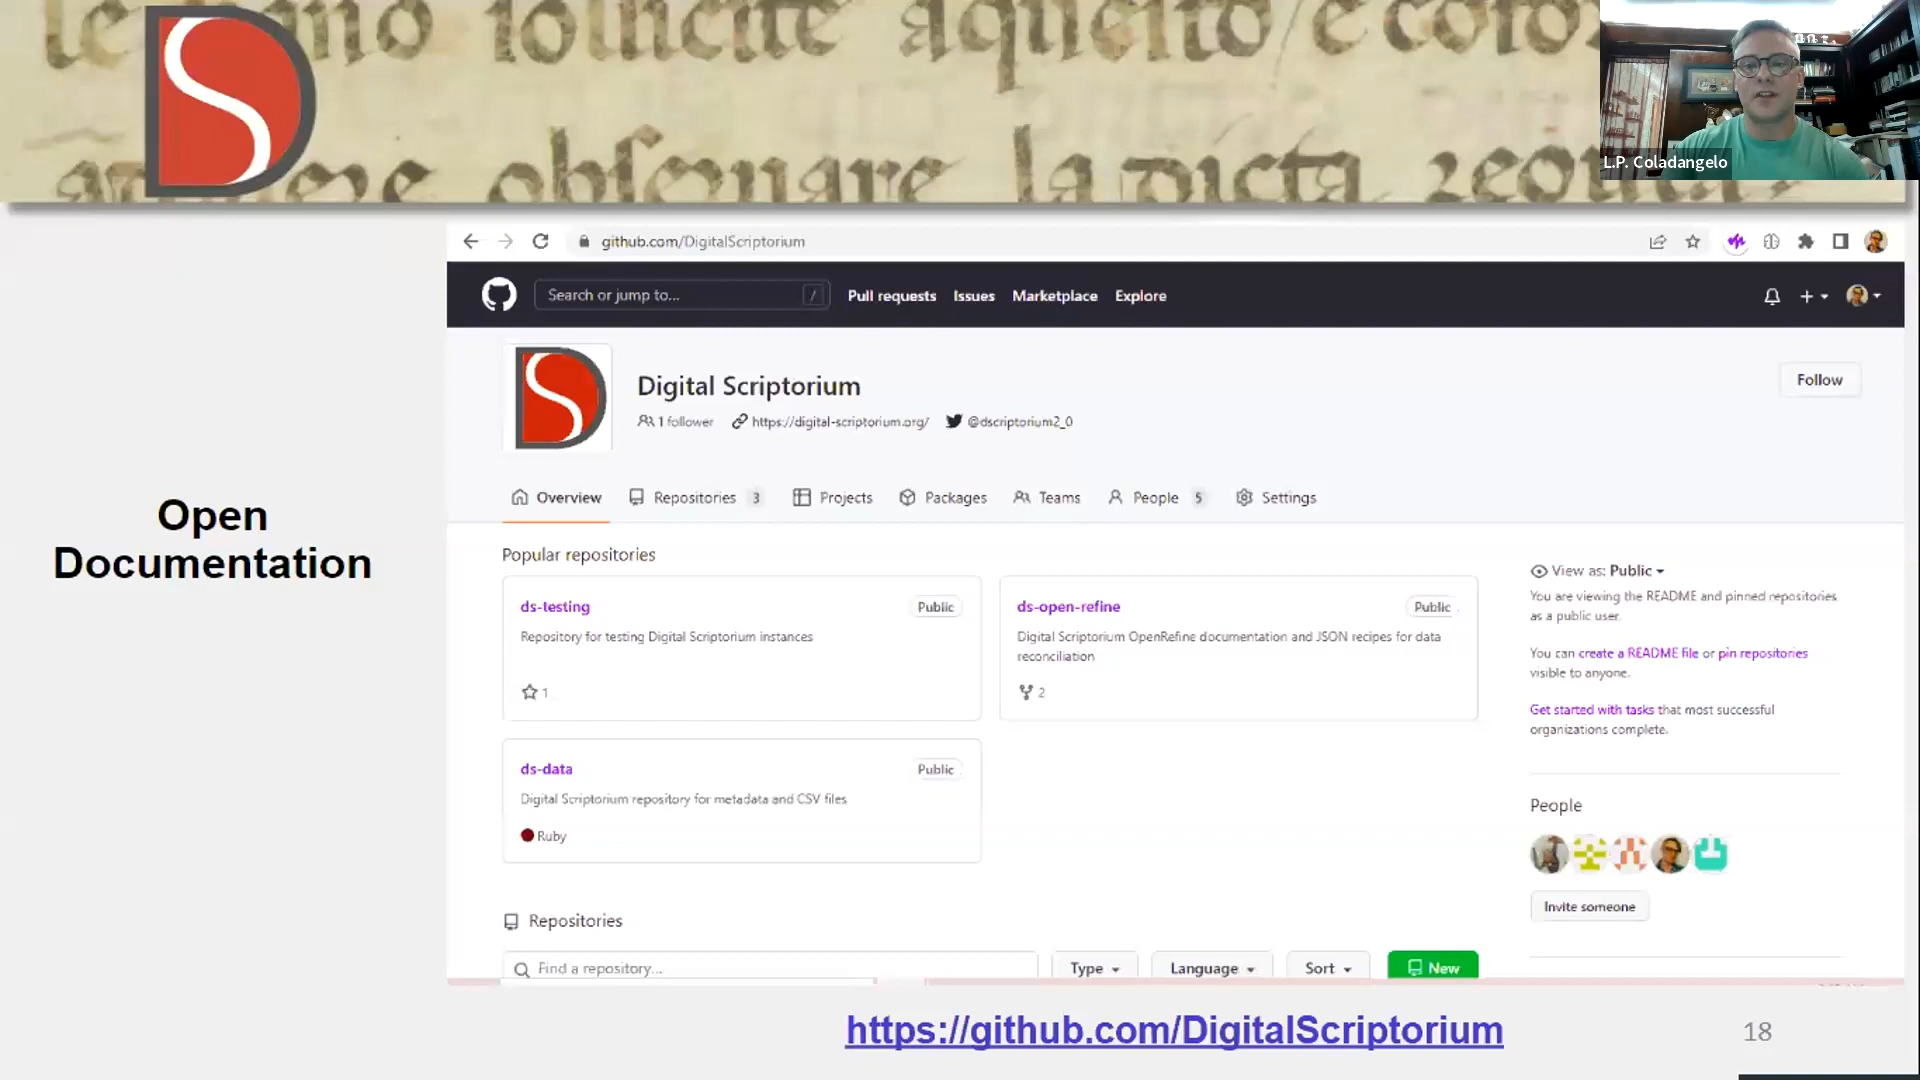 L.P. Coladangelo
github.com/DigitalScriptorium
Search or jump to... /
Pull requests Issues Marketplace Explore
Digital Scriptorium
1 follower https://digital-scriptorium.org/ @dscriptorium2_0
Follow
Overview Repositories 3 Projects Packages Teams People 5 Settings
Open
Documentation
Popular repositories
ds-testing Public
Repository for testing Digital Scriptorium instances
1
ds-open-refine Public
Digital Scriptorium OpenRefine documentation and JSON recipes for data
reconciliation
2
ds-data Public
Digital Scriptorium repository for metadata and CSV files
Ruby
View as: Public
You are viewing the README and pinned repositories
as a public user.
You can create a README file or pin repositories
visible to anyone.
Get started with tasks that most successful
organizations complete.
People
Invite someone
Repositories
Find a repository... Type Language Sort New
https://github.com/DigitalScriptorium
18